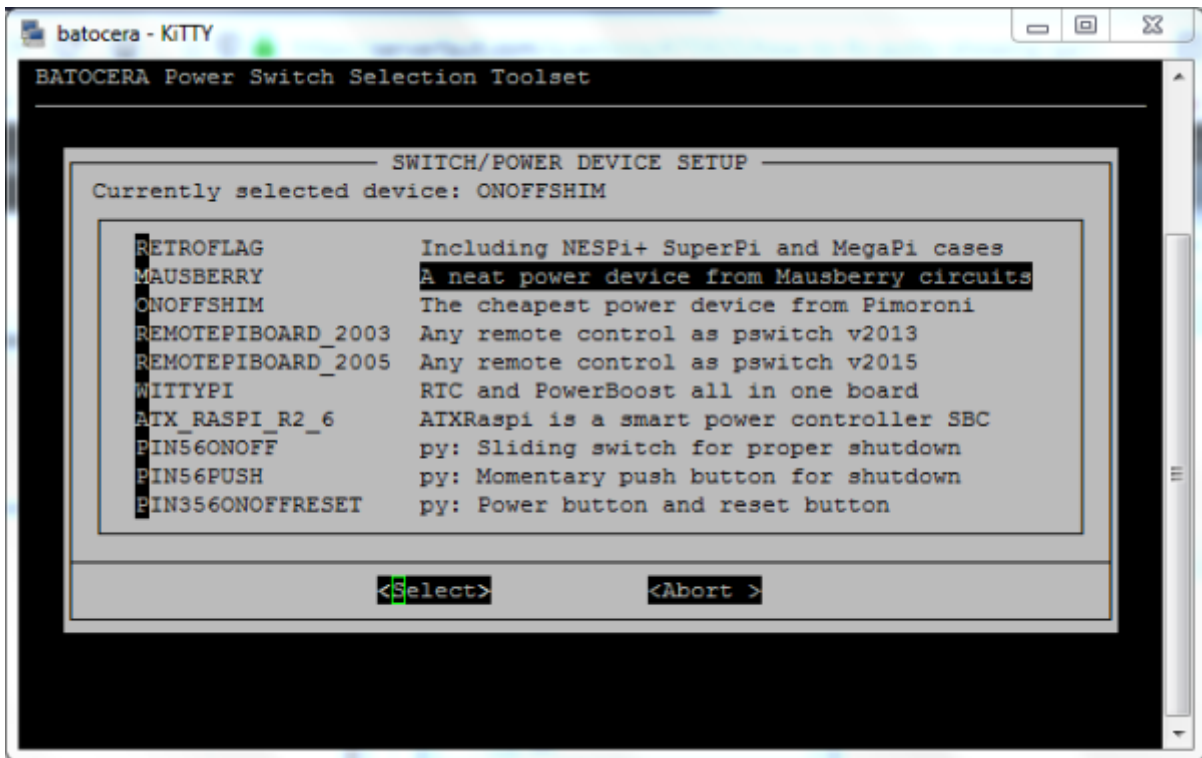 batocera - KiTTY
BATOCERA Power Switch Selection Toolset
SWITCH/POWER DEVICE SETUP
Currently selected device: ONOFFSHIM
RETROFLAG Including NESPi+ SuperPi and MegaPi cases
MAUSBERRY A neat power device from Mausberry circuits
ONOFFSHIM The cheapest power device from Pimoroni
REMOTEPIBOARD_2003 Any remote control as pswitch v2013
REMOTEPIBOARD_2005 Any remote control as pswitch v2015
WITTYPI RTC and PowerBoost all in one board
ATX_RASPI_R2_6 ATXRaspi is a smart power controller SBC
PIN56ONOFF py: Sliding switch for proper shutdown
PIN56PUSH py: Momentary push button for shutdown
PIN356ONOFFRESET py: Power button and reset button
<Select> <Abort >